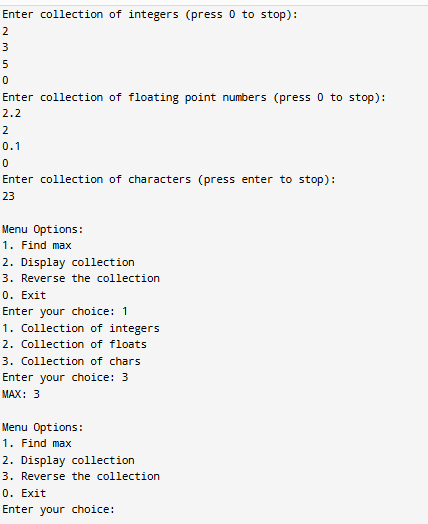 Enter collection of integers (press 0 to stop):
2
3
5
0
Enter collection of floating point numbers (press 0 to stop):
2.2
2
0.1
0
Enter collection of characters (press enter to stop):
23

Menu Options:
1. Find max
2. Display collection
3. Reverse the collection
0. Exit
Enter your choice: 1
1. Collection of integers
2. Collection of floats
3. Collection of chars
Enter your choice: 3
MAX: 3

Menu Options:
1. Find max
2. Display collection
3. Reverse the collection
0. Exit
Enter your choice: